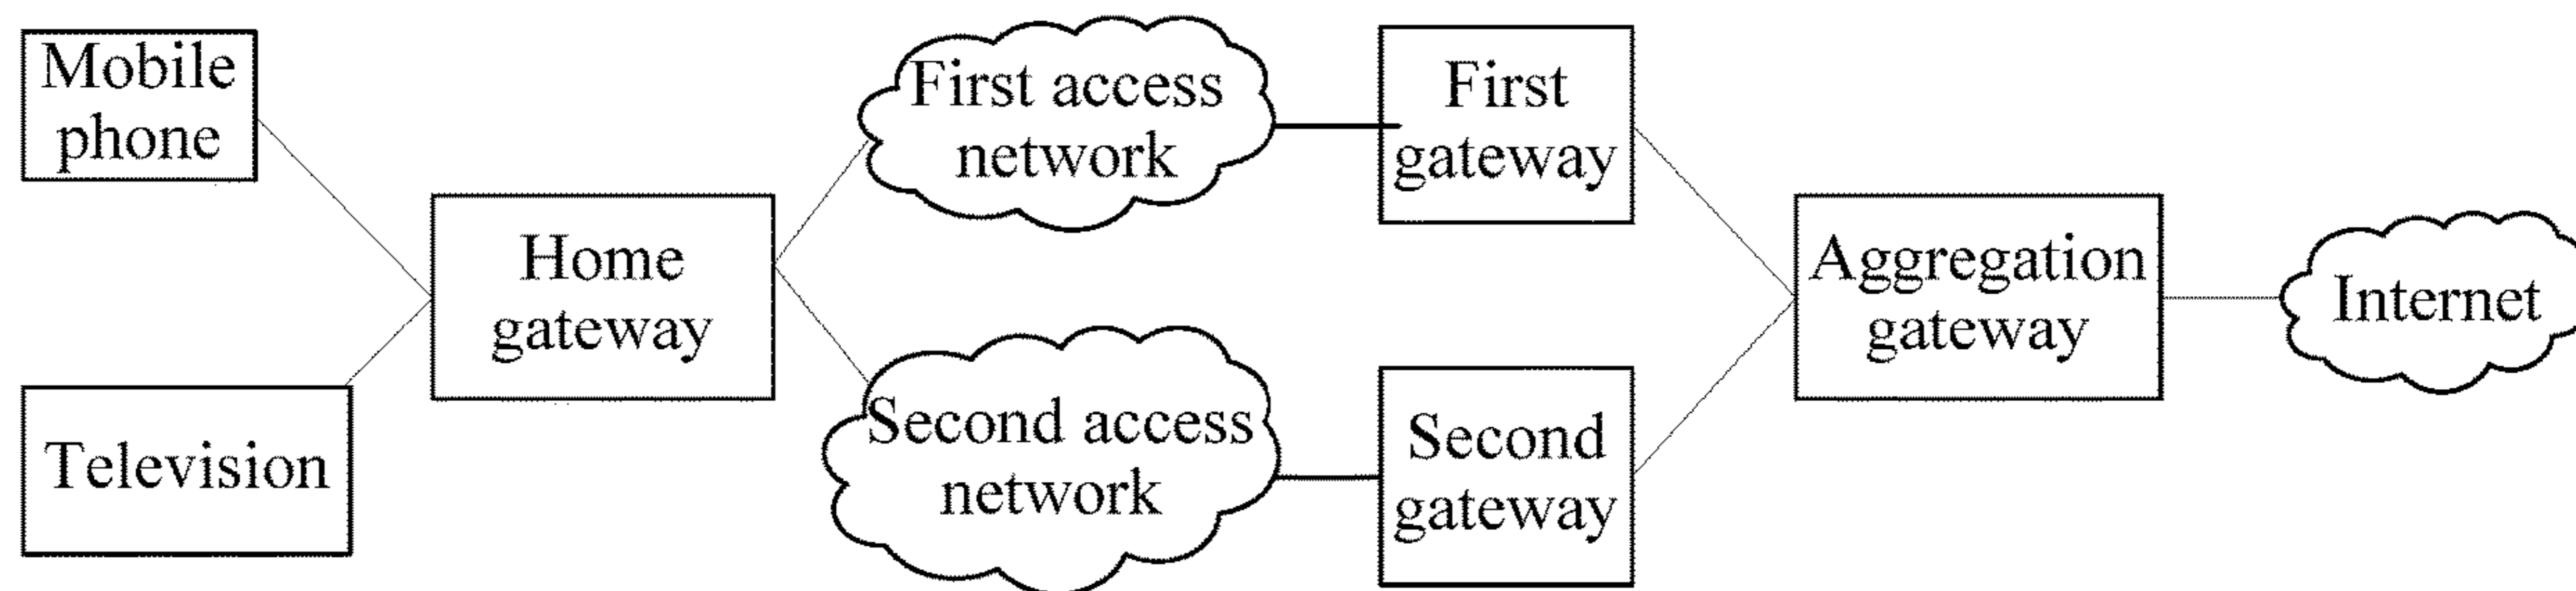 Mobile
phone
Television
Home
gateway
First access
network
Second access
network
First
gateway
Second
gateway
Aggregation
gateway
Internet